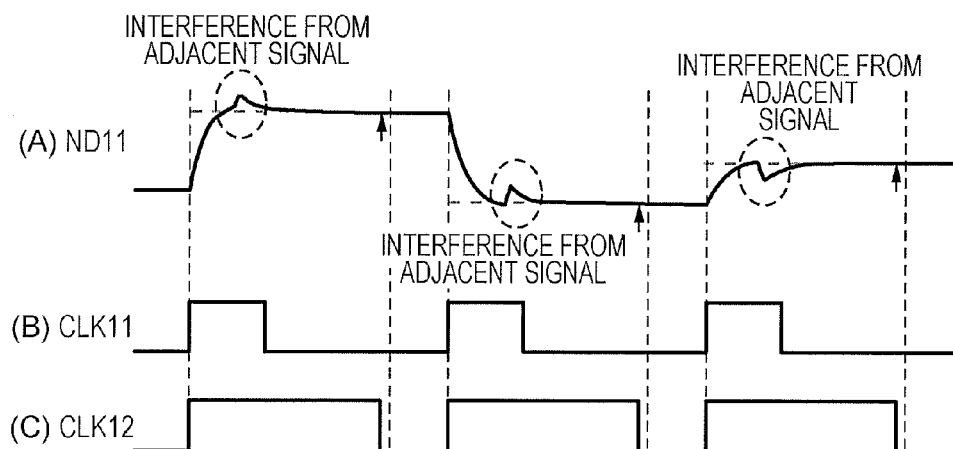 INTERFERENCE FROM
ADJACENT SIGNAL
INTERFERENCE FROM
ADJACENT
SIGNAL
(A) ND11
INTERFERENCE FROM
ADJACENT SIGNAL
(B) CLK11
(C) CLK12